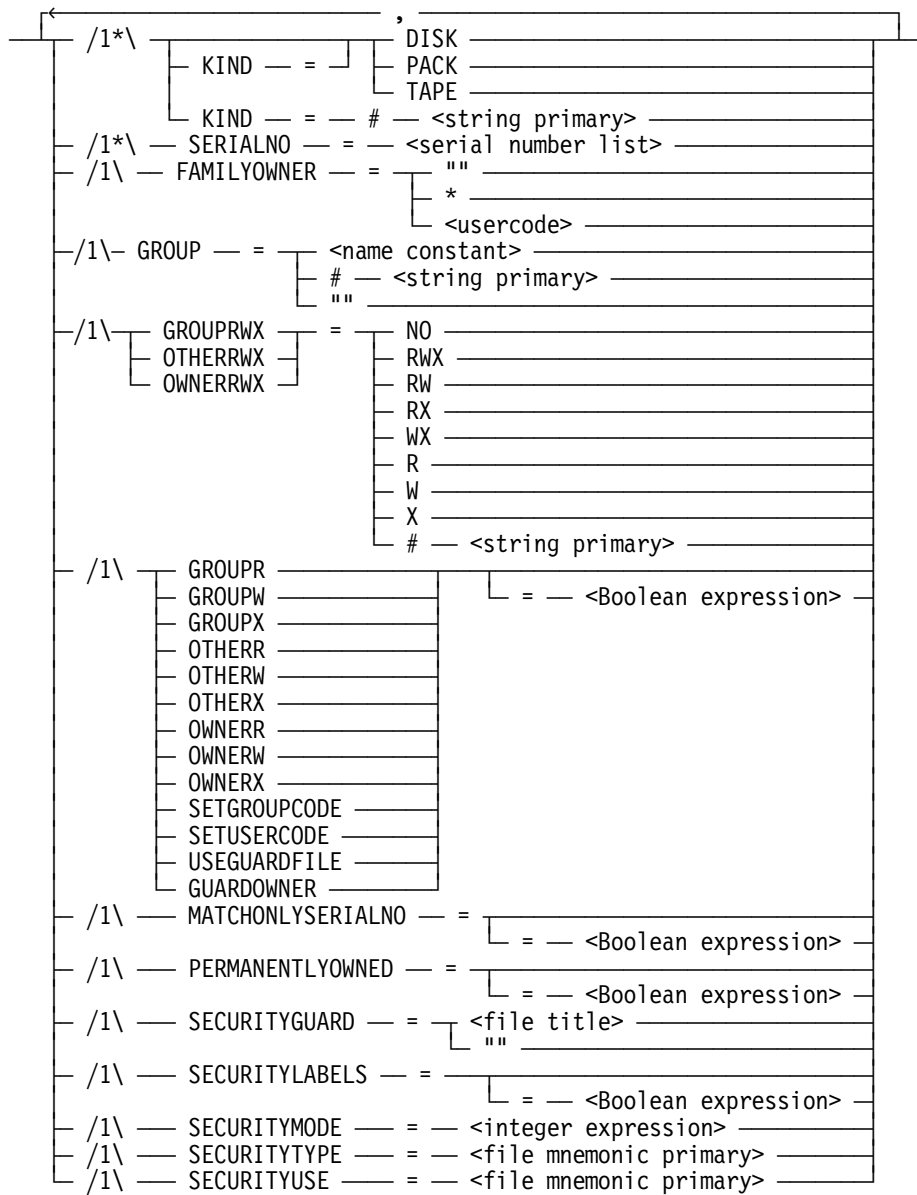 ,
/1*\ DISK
KIND = PACK
TAPE
KIND = # <string primary>
/1*\ SERIALNO = <serial number list>
/1\ FAMILYOWNER = ""
*
<usercode>
/1\ GROUP = <name constant>
# <string primary>
""
/1\ GROUPRWX = NO
OTHERRWX RWX
OWNERRWX RW
RX
WX
R
W
X
# <string primary>
/1\ GROUPR
GROUPW = <Boolean expression>
GROUPX
OTHERR
OTHERW
OTHERX
OWNERR
OWNERW
OWNERX
SETGROUPCODE
SETUSERCODE
USEGUARDFILE
GUARDOWNER
/1\ MATCHONLYSERIALNO =
= <Boolean expression>
/1\ PERMANENTLYOWNED =
= <Boolean expression>
/1\ SECURITYGUARD = <file title>
""
/1\ SECURITYLABELS =
= <Boolean expression>
/1\ SECURITYMODE = <integer expression>
/1\ SECURITYTYPE = <file mnemonic primary>
/1\ SECURITYUSE = <file mnemonic primary>